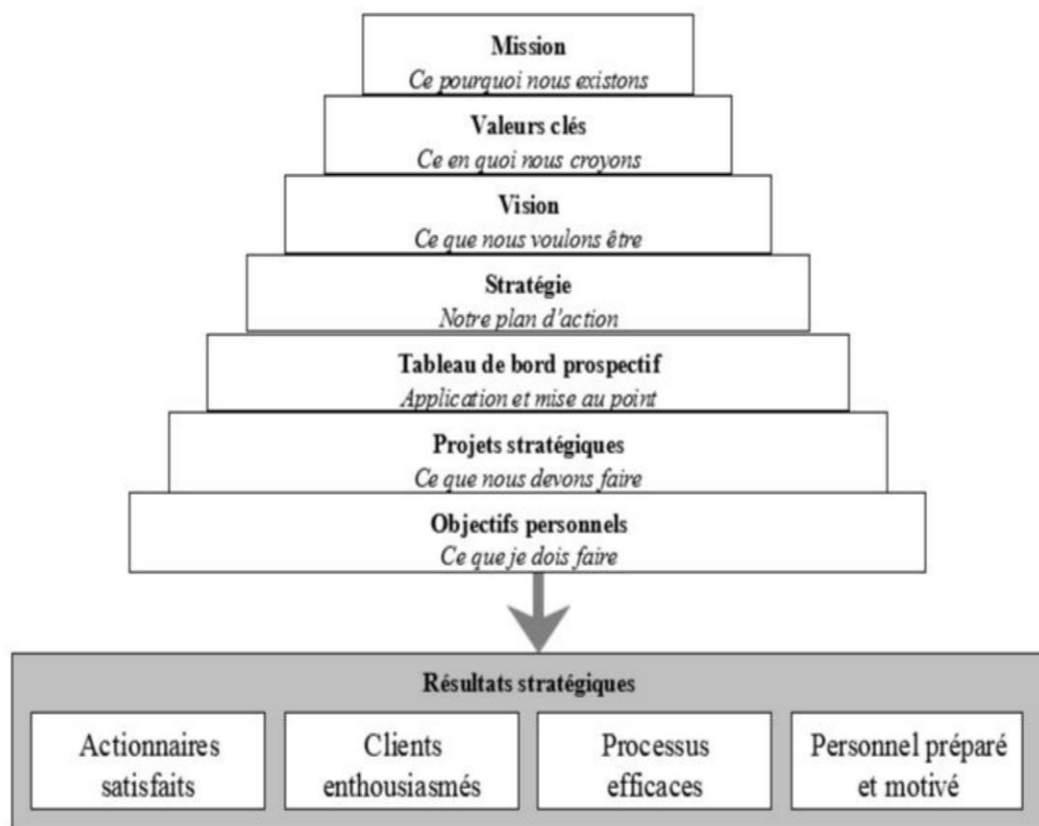 Mission
Ce pourquoi nous existons
Valeurs clés
Ce en quoi nous croyons
Vision
Ce que nous voulons être
Stratégie
Notre plan d'action
Tableau de bord prospectif
Application et mise au point
Projets stratégiques
Ce que nous devons faire
Objectifs personnels
Ce que je dois faire
Résultats stratégiques
Actionnaires
satisfaits
Clients
enthousiasmés
Processus
efficaces
Personnel préparé
et motivé